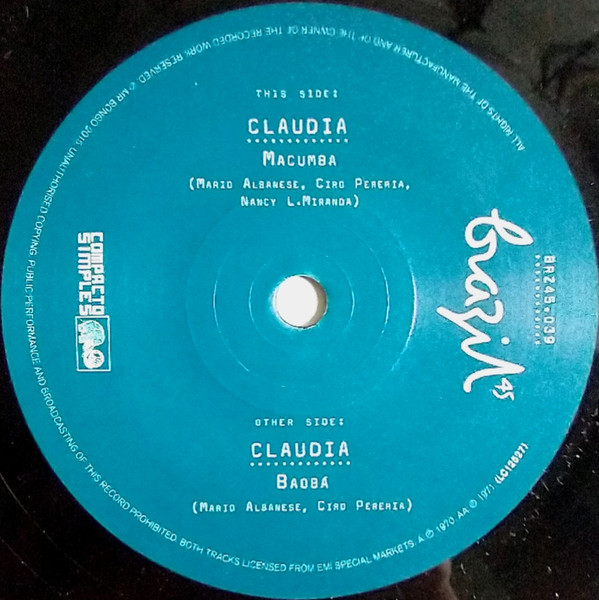 THIS SIDE:
CLAUDIA
MACUMBA
(MARIO ALBANESE, CIRO PERERIA,
NANCY L.MIRANDA)
COMPACTO
SIMPLES
brazil
45
BRZ45.039
OTHER SIDE:
CLAUDIA
BAOBÁ
(MARIO ALBANESE, CIRO PERERIA)
ALL RIGHTS OF THE MANUFACTURER AND OF THE OWNER OF THE RECORDED WORK RESERVED. ℗ MR BONGO 2015. UNAUTHORISED COPYING, PUBLIC PERFORMANCE AND BROADCASTING OF THIS RECORD PROHIBITED. BOTH TRACKS LICENSED FROM EMI SPECIAL MARKETS. A ℗ 1970. AA ℗ 1971 (LC12627)